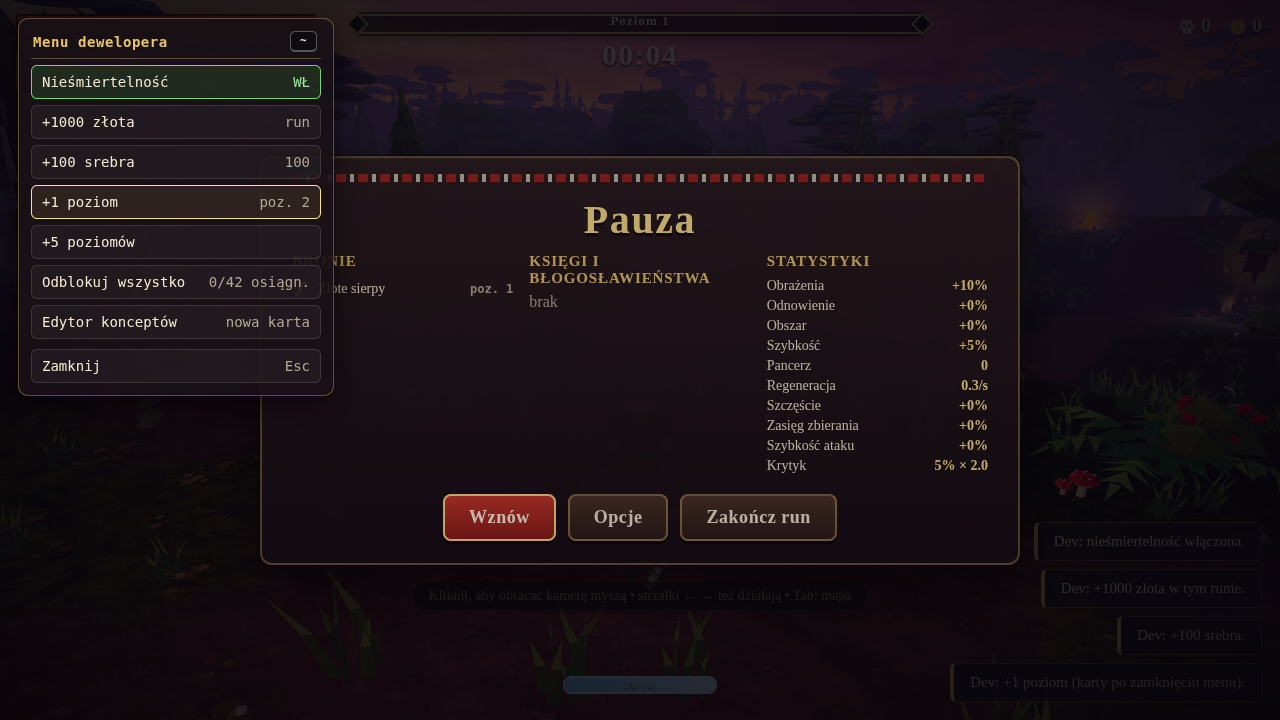 Menu dewelopera ~
Nieśmiertelność WŁ
+1000 złota run
+100 srebra 100
+1 poziom poz. 2
+5 poziomów
Odblokuj wszystko 0/42 osiągn.
Edytor konceptów nowa karta
Zamknij Esc
Poziom 1
00:04
0 0
Pauza
BRONIE
Złote sierpy poz. 1
KSIĘGI I
BŁOGOSŁAWIEŃSTWA
brak
STATYSTYKI
Obrażenia +10%
Odnowienie +0%
Obszar +0%
Szybkość +5%
Pancerz 0
Regeneracja 0.3/s
Szczęście +0%
Zasięg zbierania +0%
Szybkość ataku +0%
Krytyk 5% × 2.0
Wznów Opcje Zakończ run
Kliknij, aby obracać kamerę myszą • strzałki ← → też działają • Tab: mapa
Dev: nieśmiertelność włączona.
Dev: +1000 złota w tym runie.
Dev: +100 srebra.
Dev: +1 poziom (karty po zamknięciu menu).